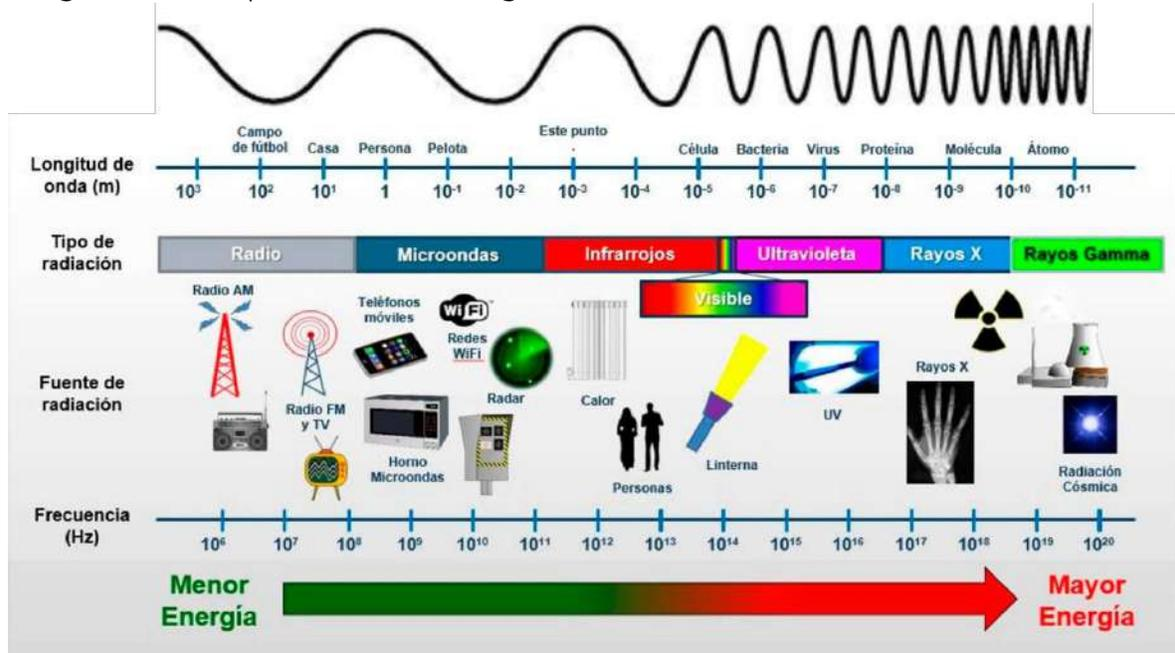 Campo
de fútbol
Casa
Persona
Pelota
Este punto
.
Célula
Bacteria
Virus
Proteína
Molécula
Átomo
Longitud de
onda (m)
10³
10²
10¹
1
10⁻¹
10⁻²
10⁻³
10⁻⁴
10⁻⁵
10⁻⁶
10⁻⁷
10⁻⁸
10⁻⁹
10⁻¹⁰
10⁻¹¹
Tipo de
radiación
Radio
Microondas
Infrarrojos
Ultravioleta
Rayos X
Rayos Gamma
Visible
Fuente de
radiación
Radio AM
Radio FM
y TV
Teléfonos
móviles
WiFi
Redes
WiFi
Radar
Horno
Microondas
Calor
Personas
Linterna
UV
Rayos X
Radiación
Cósmica
Frecuencia
(Hz)
10⁶
10⁷
10⁸
10⁹
10¹⁰
10¹¹
10¹²
10¹³
10¹⁴
10¹⁵
10¹⁶
10¹⁷
10¹⁸
10¹⁹
10²⁰
Menor
Energía
Mayor
Energía